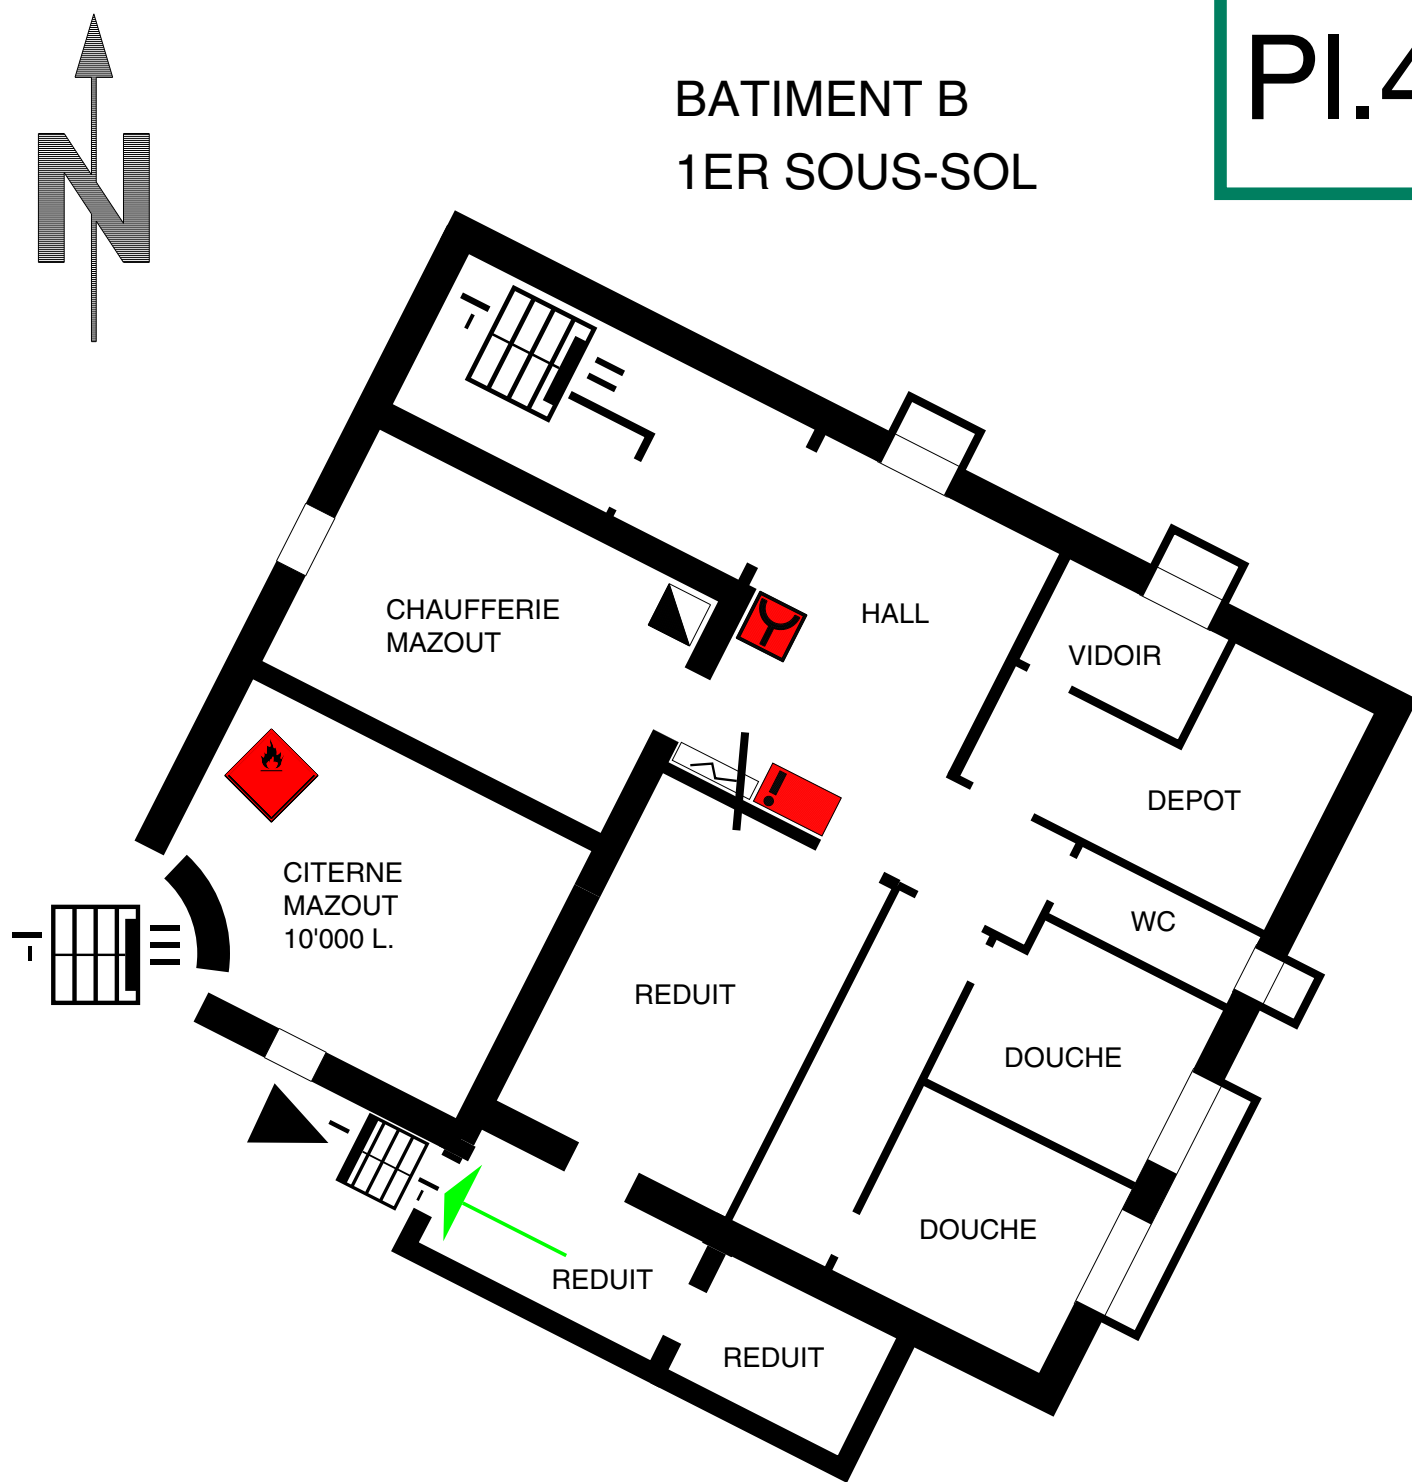 N
BATIMENT B
1ER SOUS-SOL
Pl.4
CHAUFFERIE
MAZOUT
HALL
VIDOIR
DEPOT
CITERNE
MAZOUT
10'000 L.
WC
REDUIT
DOUCHE
DOUCHE
REDUIT
REDUIT